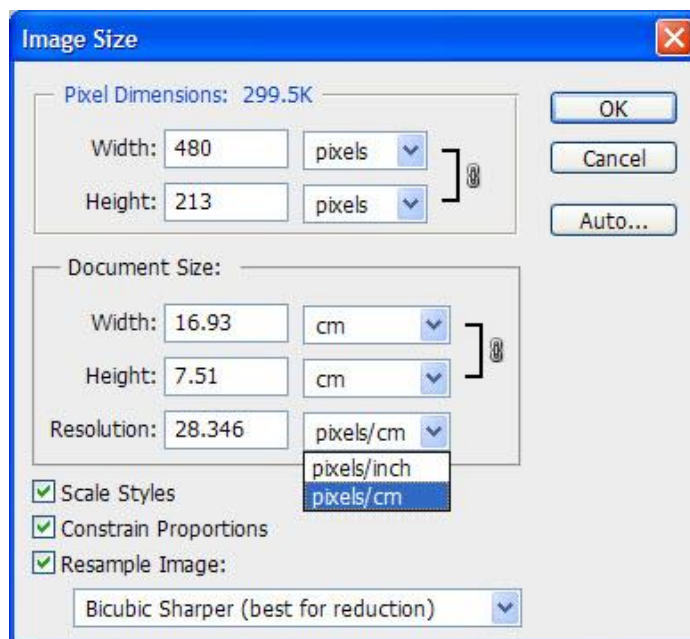 Image Size
Pixel Dimensions: 299.5K
OK
Width: 480 pixels
Cancel
Height: 213 pixels
Auto...
Document Size:
Width: 16.93 cm
Height: 7.51 cm
Resolution: 28.346 pixels/cm
pixels/inch
pixels/cm
Scale Styles
Constrain Proportions
Resample Image:
Bicubic Sharper (best for reduction)